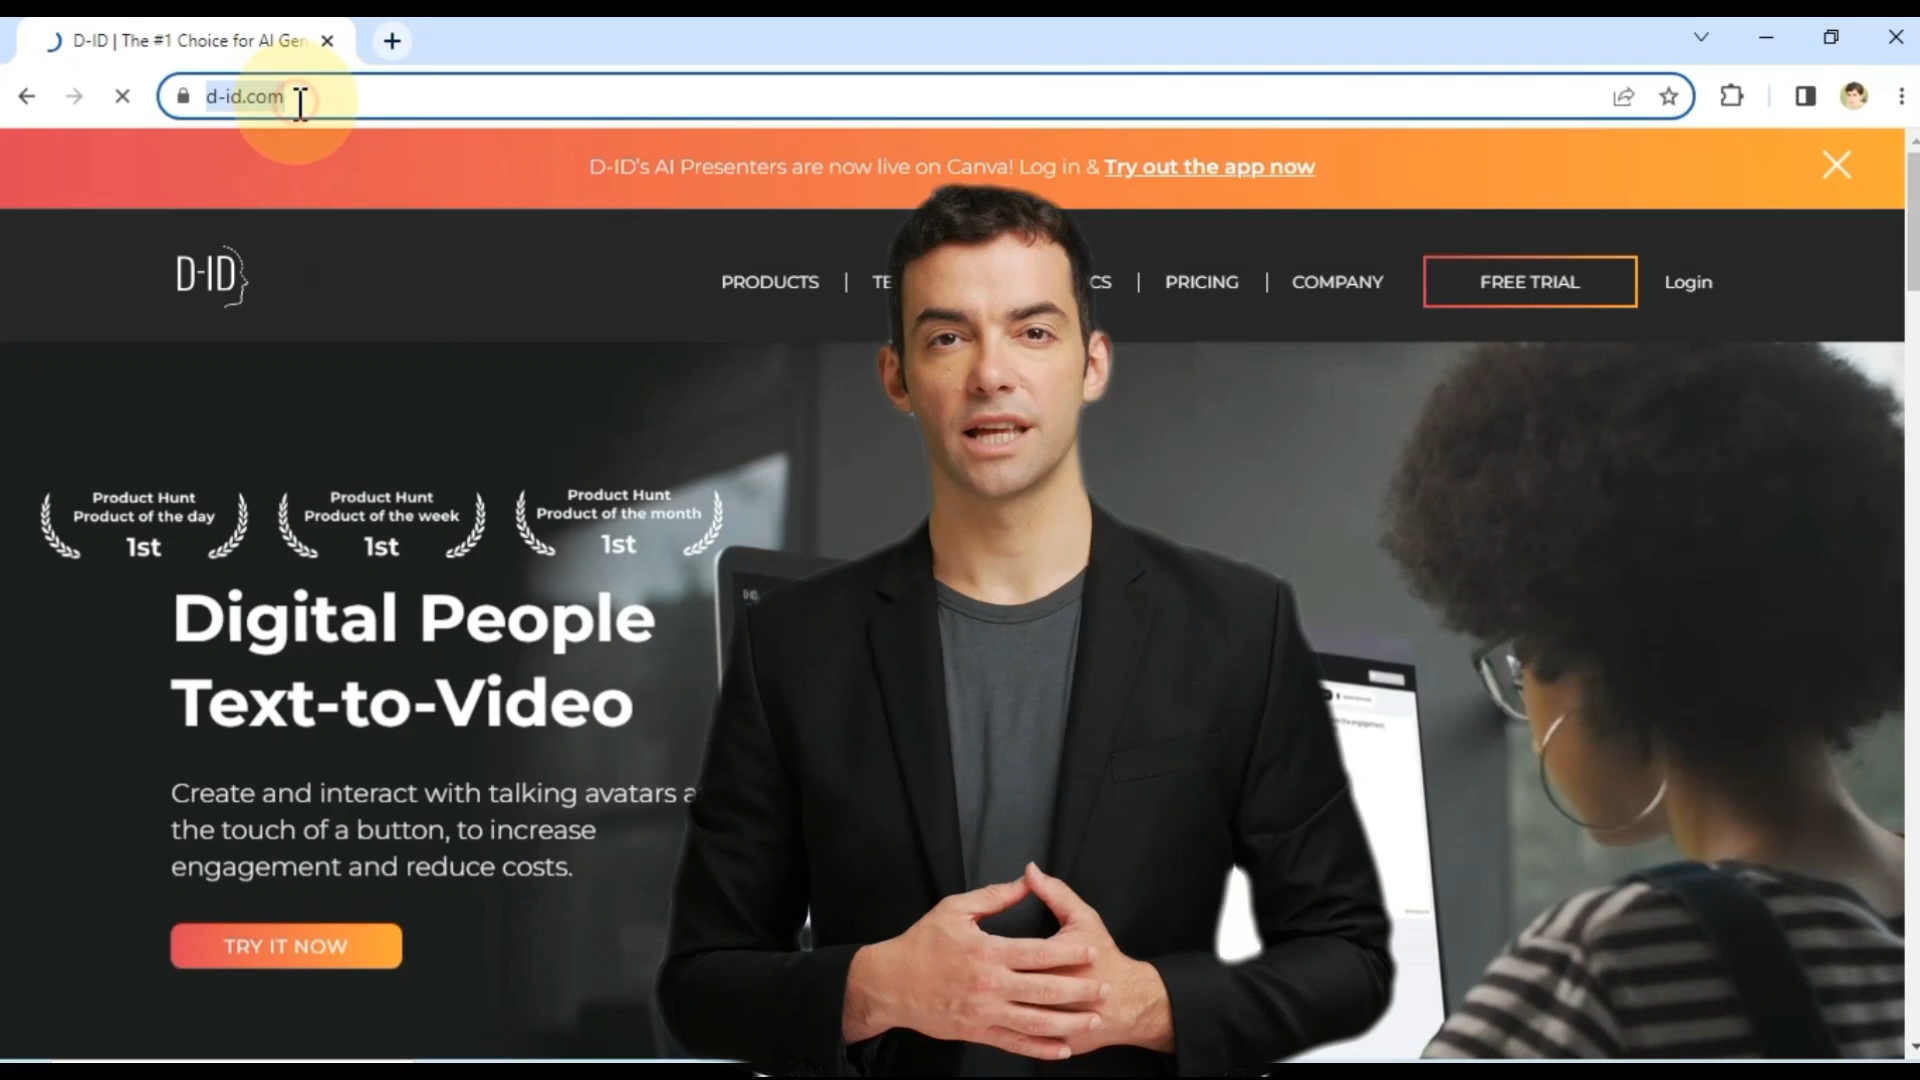 D-ID | The #1 Choice for AI Gen
d-id.com
D-ID's AI Presenters are now live on Canva! Log in & Try out the app now
D-ID
PRODUCTS | TE CS | PRICING | COMPANY FREE TRIAL Login
Product Hunt Product Hunt Product Hunt
Product of the day Product of the week Product of the month
1st 1st 1st
Digital People
Text-to-Video
Create and interact with talking avatars a
the touch of a button, to increase
engagement and reduce costs.
TRY IT NOW